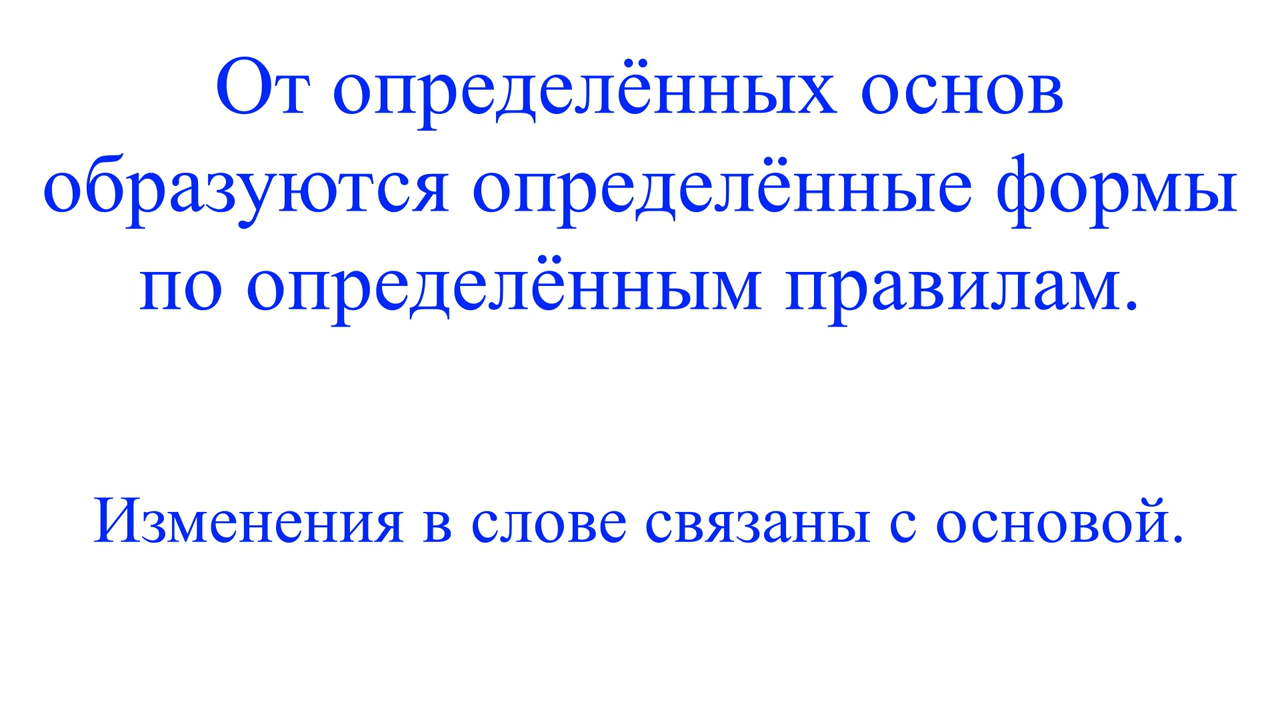 От определённых основ
образуются определённые формы
по определённым правилам.
Изменения в слове связаны с основой.